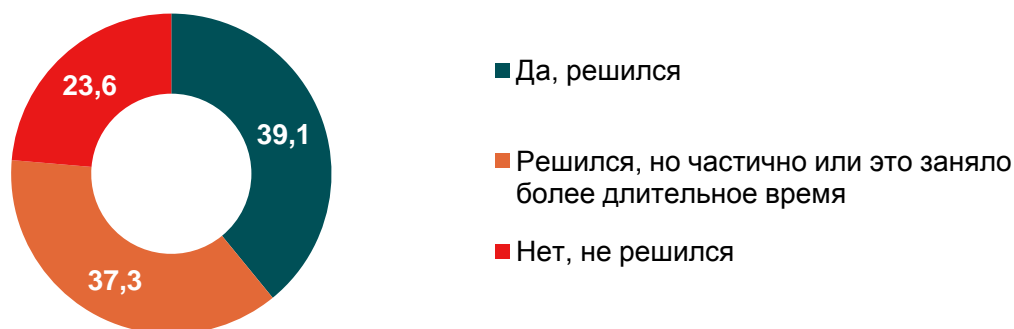 23,6
39,1
37,3
Да, решился
Решился, но частично или это заняло
более длительное время
Нет, не решился